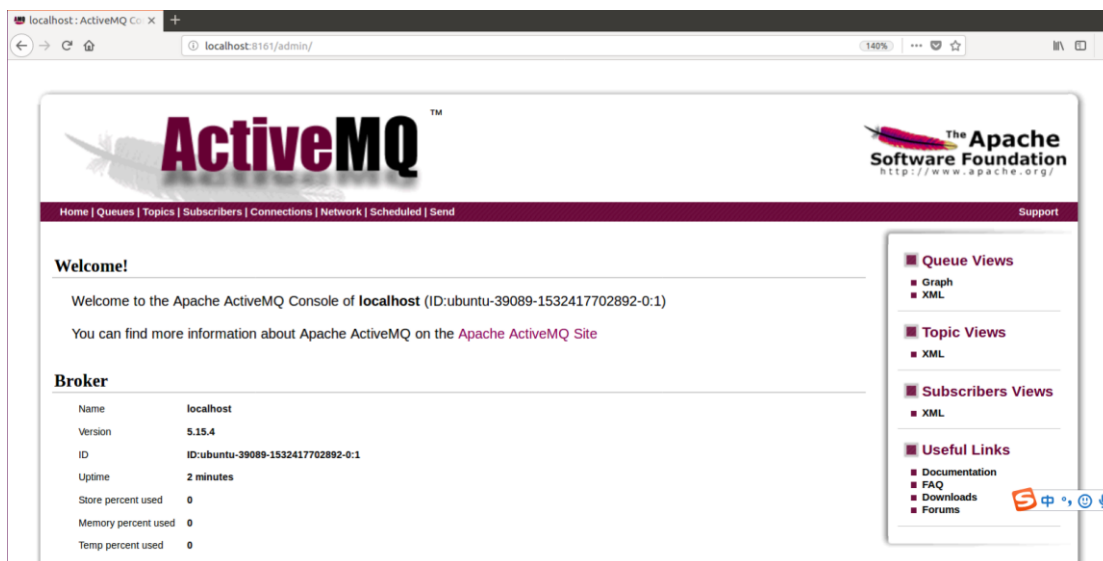 localhost : ActiveMQ Co
localhost:8161/admin/
140%
ActiveMQ™
The Apache
Software Foundation
http://www.apache.org/
Home | Queues | Topics | Subscribers | Connections | Network | Scheduled | Send
Support
Welcome!
Welcome to the Apache ActiveMQ Console of localhost (ID:ubuntu-39089-1532417702892-0:1)
You can find more information about Apache ActiveMQ on the Apache ActiveMQ Site
Broker
Name localhost
Version 5.15.4
ID ID:ubuntu-39089-1532417702892-0:1
Uptime 2 minutes
Store percent used 0
Memory percent used 0
Temp percent used 0
Queue Views
Graph
XML
Topic Views
XML
Subscribers Views
XML
Useful Links
Documentation
FAQ
Downloads
Forums
S 中 °,